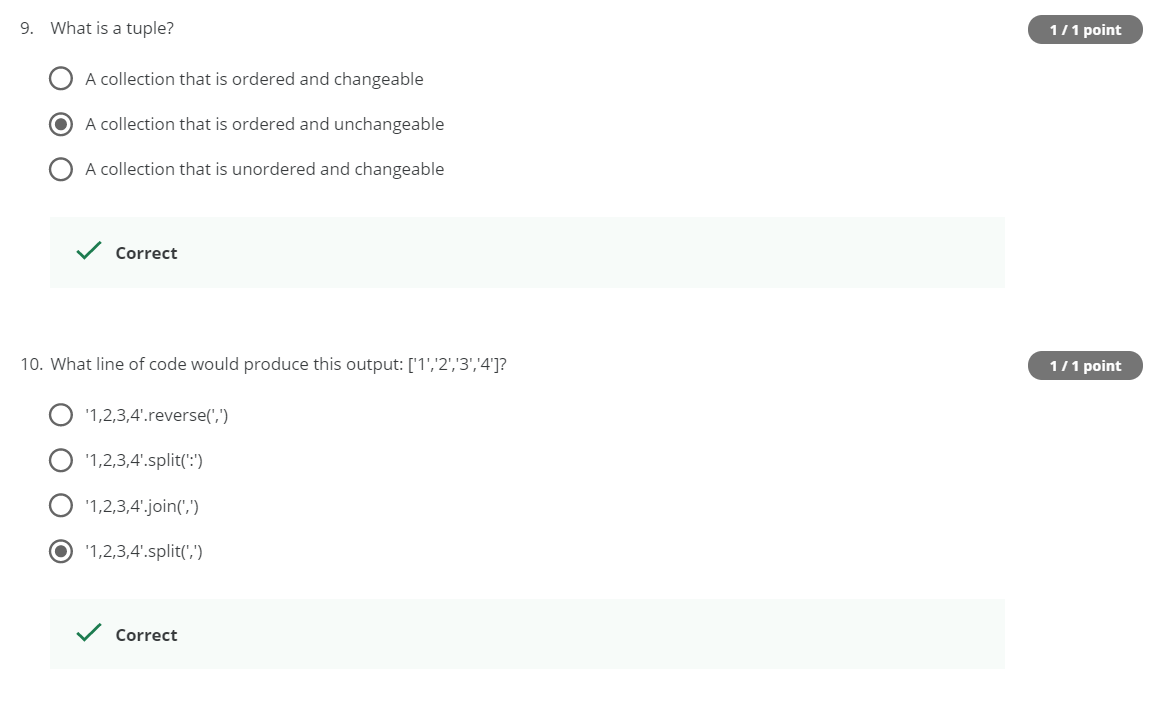 9. What is a tuple?
1 / 1 point
A collection that is ordered and changeable
A collection that is ordered and unchangeable
A collection that is unordered and changeable
Correct
10. What line of code would produce this output: ['1','2','3','4']?
1 / 1 point
'1,2,3,4'.reverse(',')
'1,2,3,4'.split(':')
'1,2,3,4'.join(',')
'1,2,3,4'.split(',')
Correct